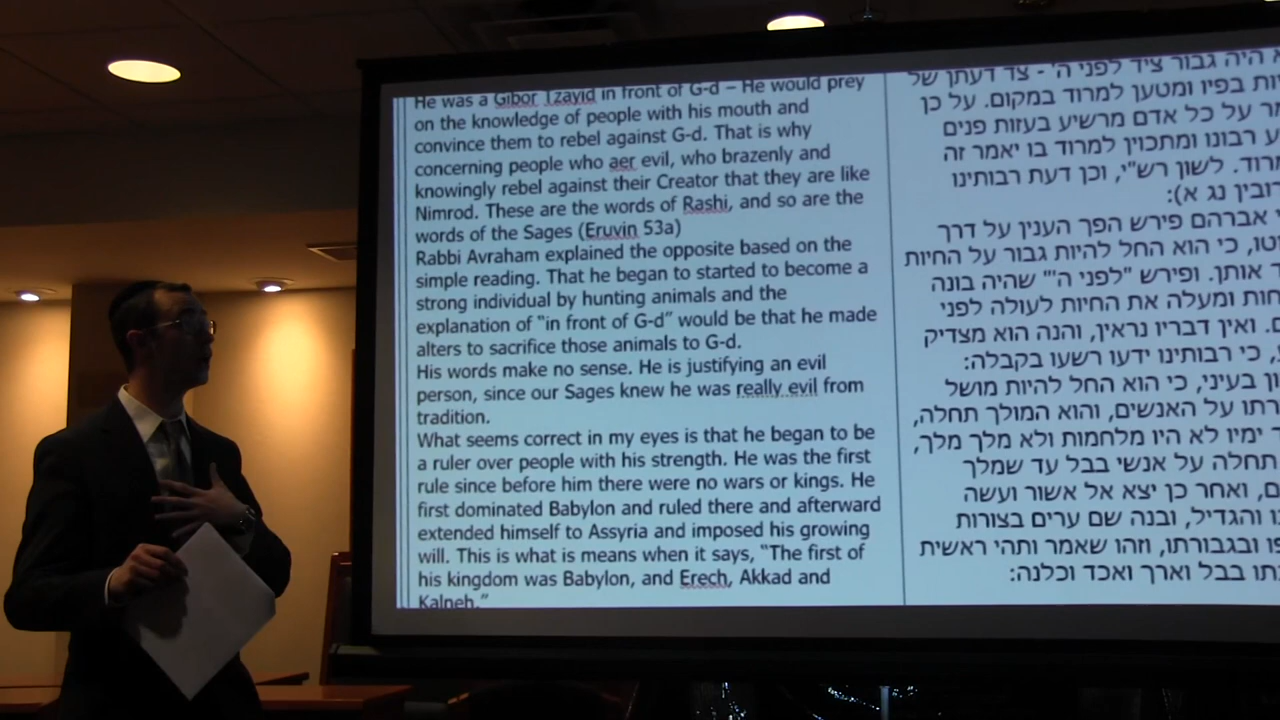 He was a Gibor Tzayid in front of G-d – He would prey
on the knowledge of people with his mouth and
convince them to rebel against G-d. That is why
concerning people who aer evil, who brazenly and
knowingly rebel against their Creator that they are like
Nimrod. These are the words of Rashi, and so are the
words of the Sages (Eruvin 53a)
Rabbi Avraham explained the opposite based on the
simple reading. That he began to started to become a
strong individual by hunting animals and the
explanation of "in front of G-d" would be that he made
alters to sacrifice those animals to G-d.
His words make no sense. He is justifying an evil
person, since our Sages knew he was really evil from
tradition.
What seems correct in my eyes is that he began to be
a ruler over people with his strength. He was the first
rule since before him there were no wars or kings. He
first dominated Babylon and ruled there and afterward
extended himself to Assyria and imposed his growing
will. This is what is means when it says, "The first of
his kingdom was Babylon, and Erech, Akkad and
Kalneh."
היה גבור ציד לפני ה' - צד דעתן של
בפיו ומטען למרוד במקום. על כן
על כל אדם מרשיע בעזות פנים
רבונו ומתכוין למרוד בו יאמר זה
לשון רש"י, וכן דעת רבותינו
נג א):
אברהם פירש הפך הענין על דרך
כי הוא החל להיות גבור על החיות
אותן. ופירש "לפני ה'" שהיה בונה
ומעלה את החיות לעולה לפני
ואין דבריו נראין, והנה הוא מצדיק
כי רבותינו ידעו רשעו בקבלה:
בעיני, כי הוא החל להיות מושל
על האנשים, והוא המולך תחלה,
ימיו לא היו מלחמות ולא מלך מלך,
תחלה על אנשי בבל עד שמלך
ואחר כן יצא אל אשור ועשה
והגדיל, ובנה שם ערים בצורות
ובגבורתו, וזהו שאמר ותהי ראשית
בבל וארך ואכד וכלנה: